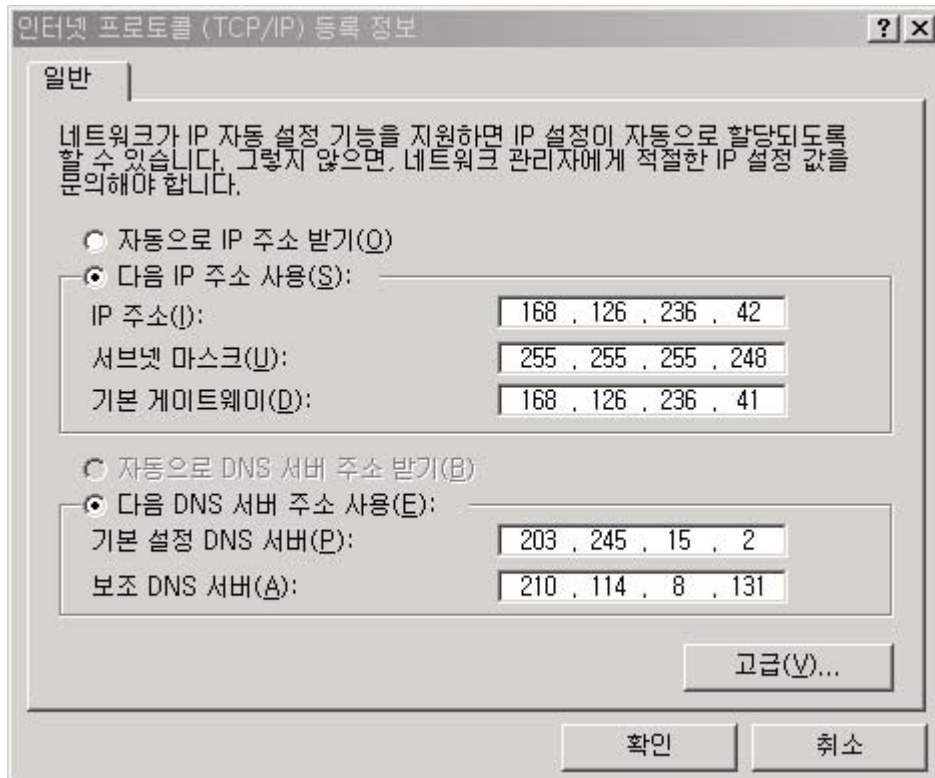 인터넷 프로토콜 (TCP/IP) 등록 정보
일반
네트워크가 IP 자동 설정 기능을 지원하면 IP 설정이 자동으로 할당되도록
할 수 있습니다. 그렇지 않으면, 네트워크 관리자에게 적절한 IP 설정 값을
문의해야 합니다.
자동으로 IP 주소 받기(O)
다음 IP 주소 사용(S):
IP 주소(I): 168 . 126 . 236 . 42
서브넷 마스크(U): 255 . 255 . 255 . 248
기본 게이트웨이(D): 168 . 126 . 236 . 41
자동으로 DNS 서버 주소 받기(B)
다음 DNS 서버 주소 사용(E):
기본 설정 DNS 서버(P): 203 . 245 . 15 . 2
보조 DNS 서버(A): 210 . 114 . 8 . 131
고급(V)...
확인 취소